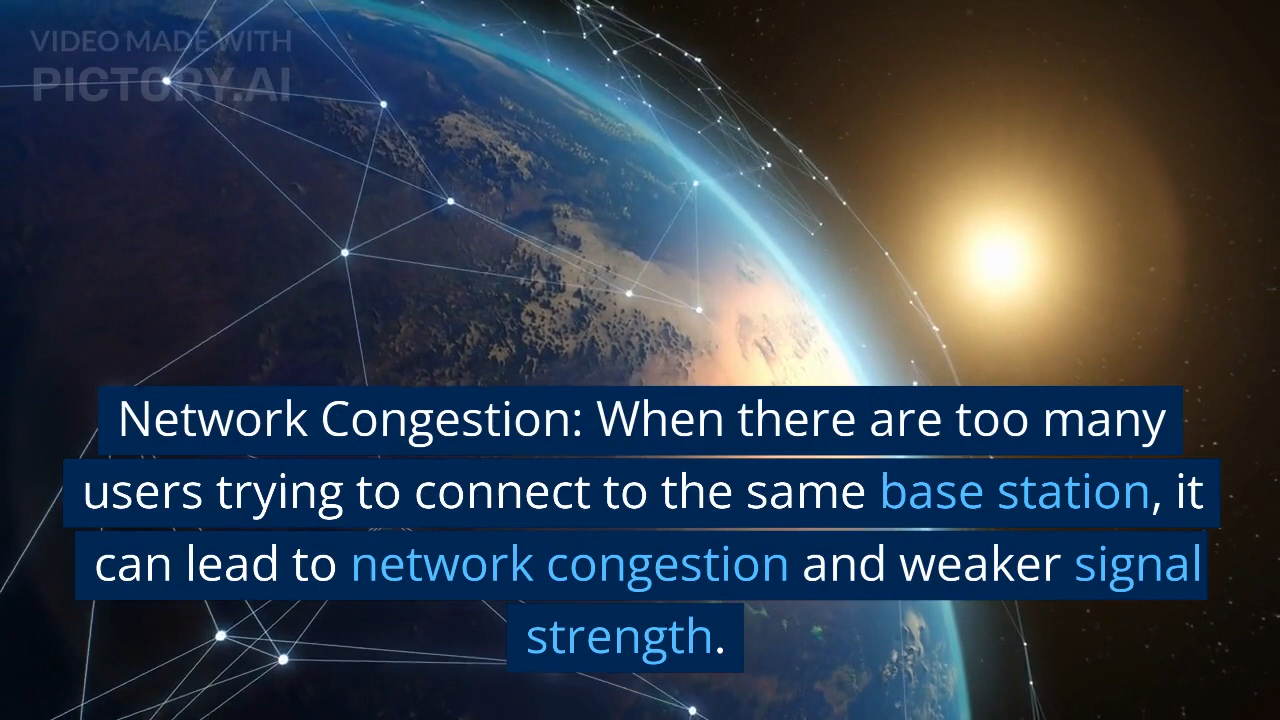 VIDEO MADE WITH
PICTORY.AI
Network Congestion: When there are too many
users trying to connect to the same base station, it
can lead to network congestion and weaker signal
strength.